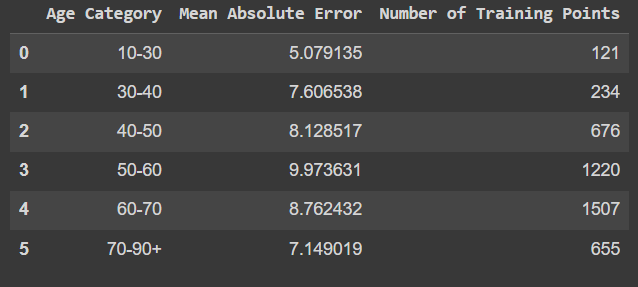 Age Category Mean Absolute Error Number of Training Points
0 10-30 5.079135 121
1 30-40 7.606538 234
2 40-50 8.128517 676
3 50-60 9.973631 1220
4 60-70 8.762432 1507
5 70-90+ 7.149019 655